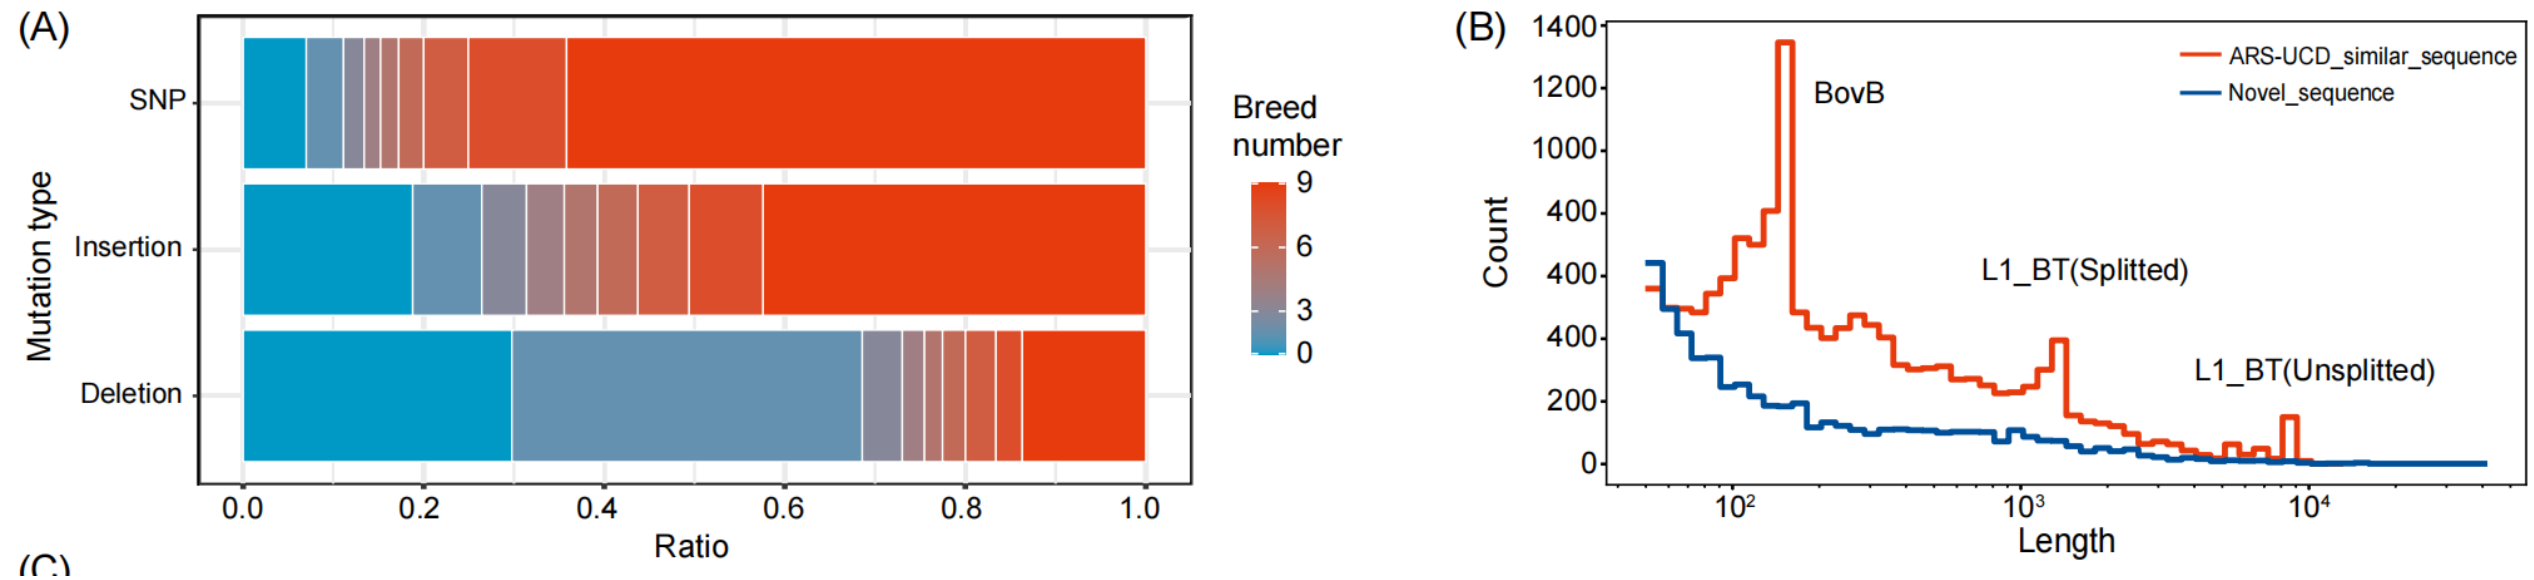 (A)
SNP
Insertion
Deletion
Mutation type
0.0 0.2 0.4 0.6 0.8 1.0
Ratio
Breed
number
9
6
3
0
(B)
1400
1200
1000
400
400
400
200
0
Count
ARS-UCD_similar_sequence
Novel_sequence
BovB
L1_BT(Splitted)
L1_BT(Unsplitted)
10² 10³ 10⁴
Length
(C)